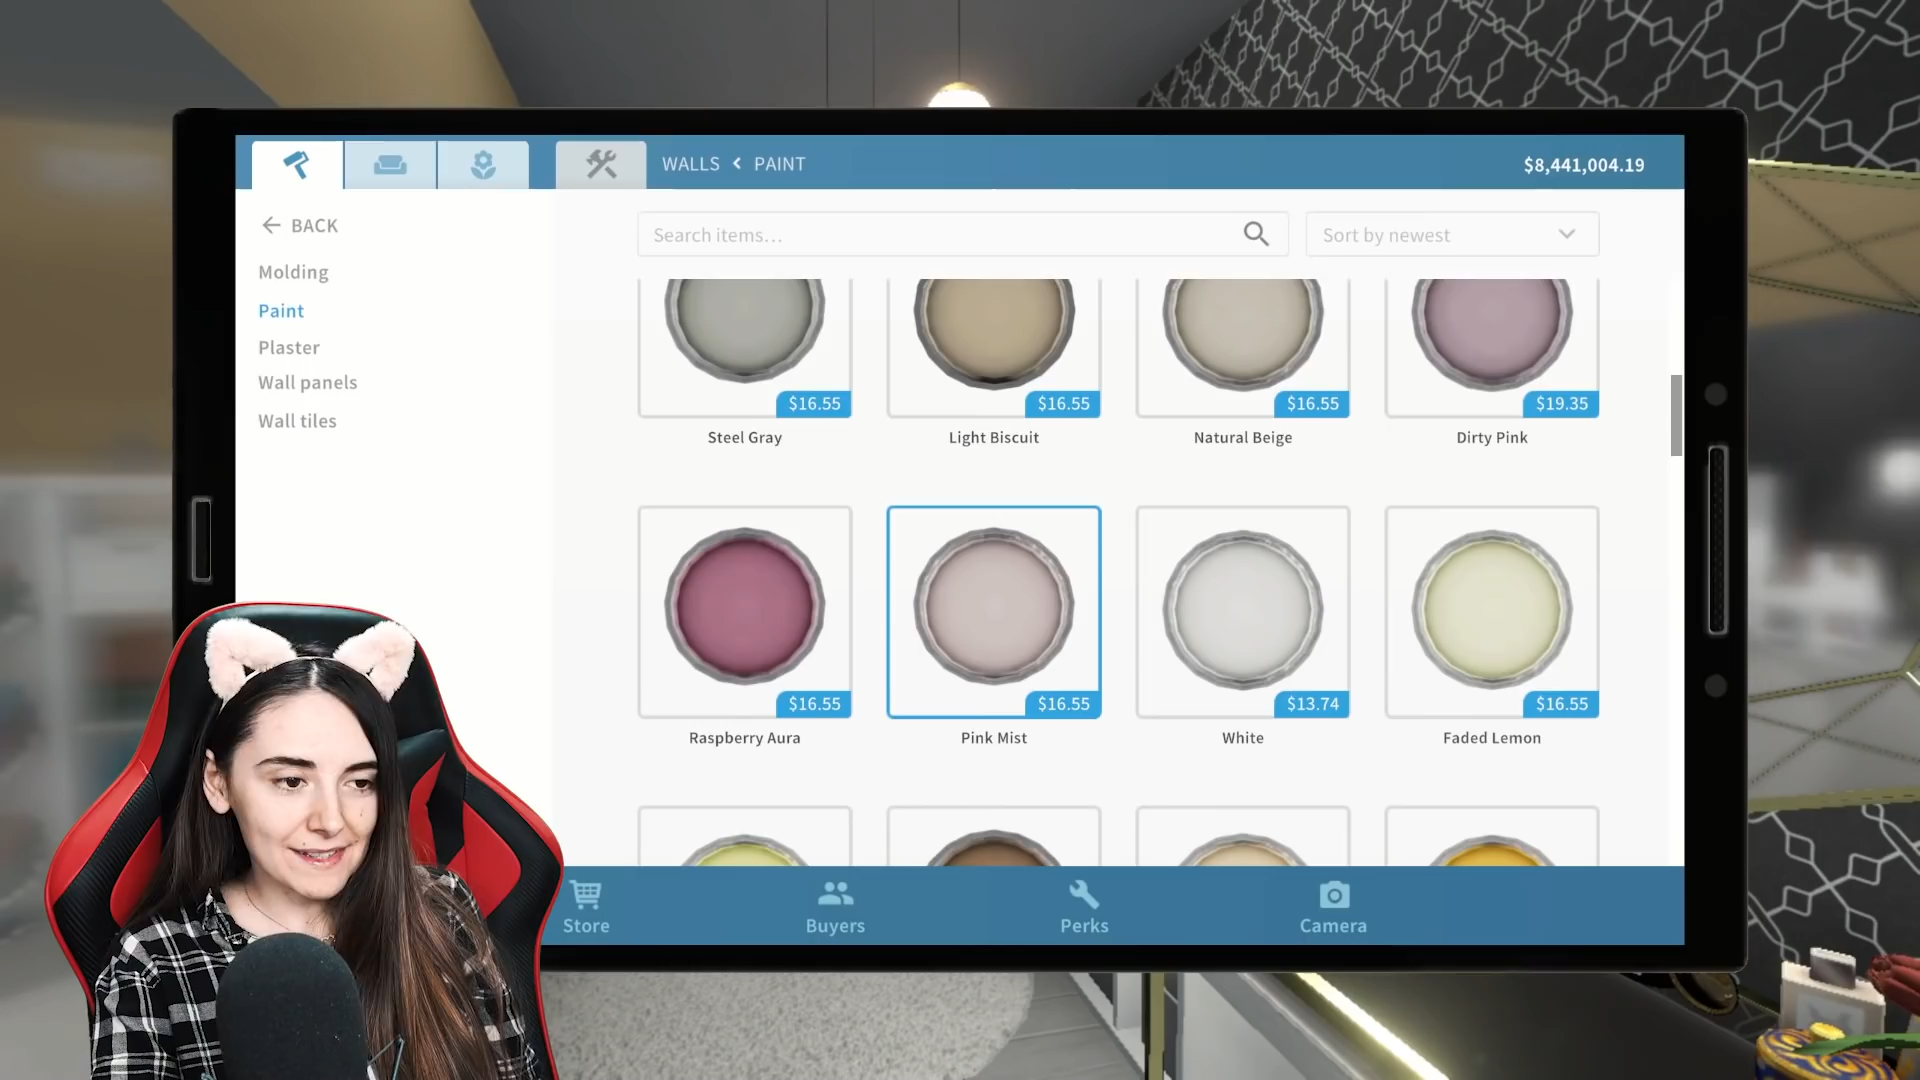 WALLS < PAINT
$8,441,004.19
BACK
Molding
Paint
Plaster
Wall panels
Wall tiles
Search items...
Sort by newest
$16.55 $16.55 $16.55 $19.35
Steel Gray Light Biscuit Natural Beige Dirty Pink
$16.55 $16.55 $13.74 $16.55
Raspberry Aura Pink Mist White Faded Lemon
Store Buyers Perks Camera